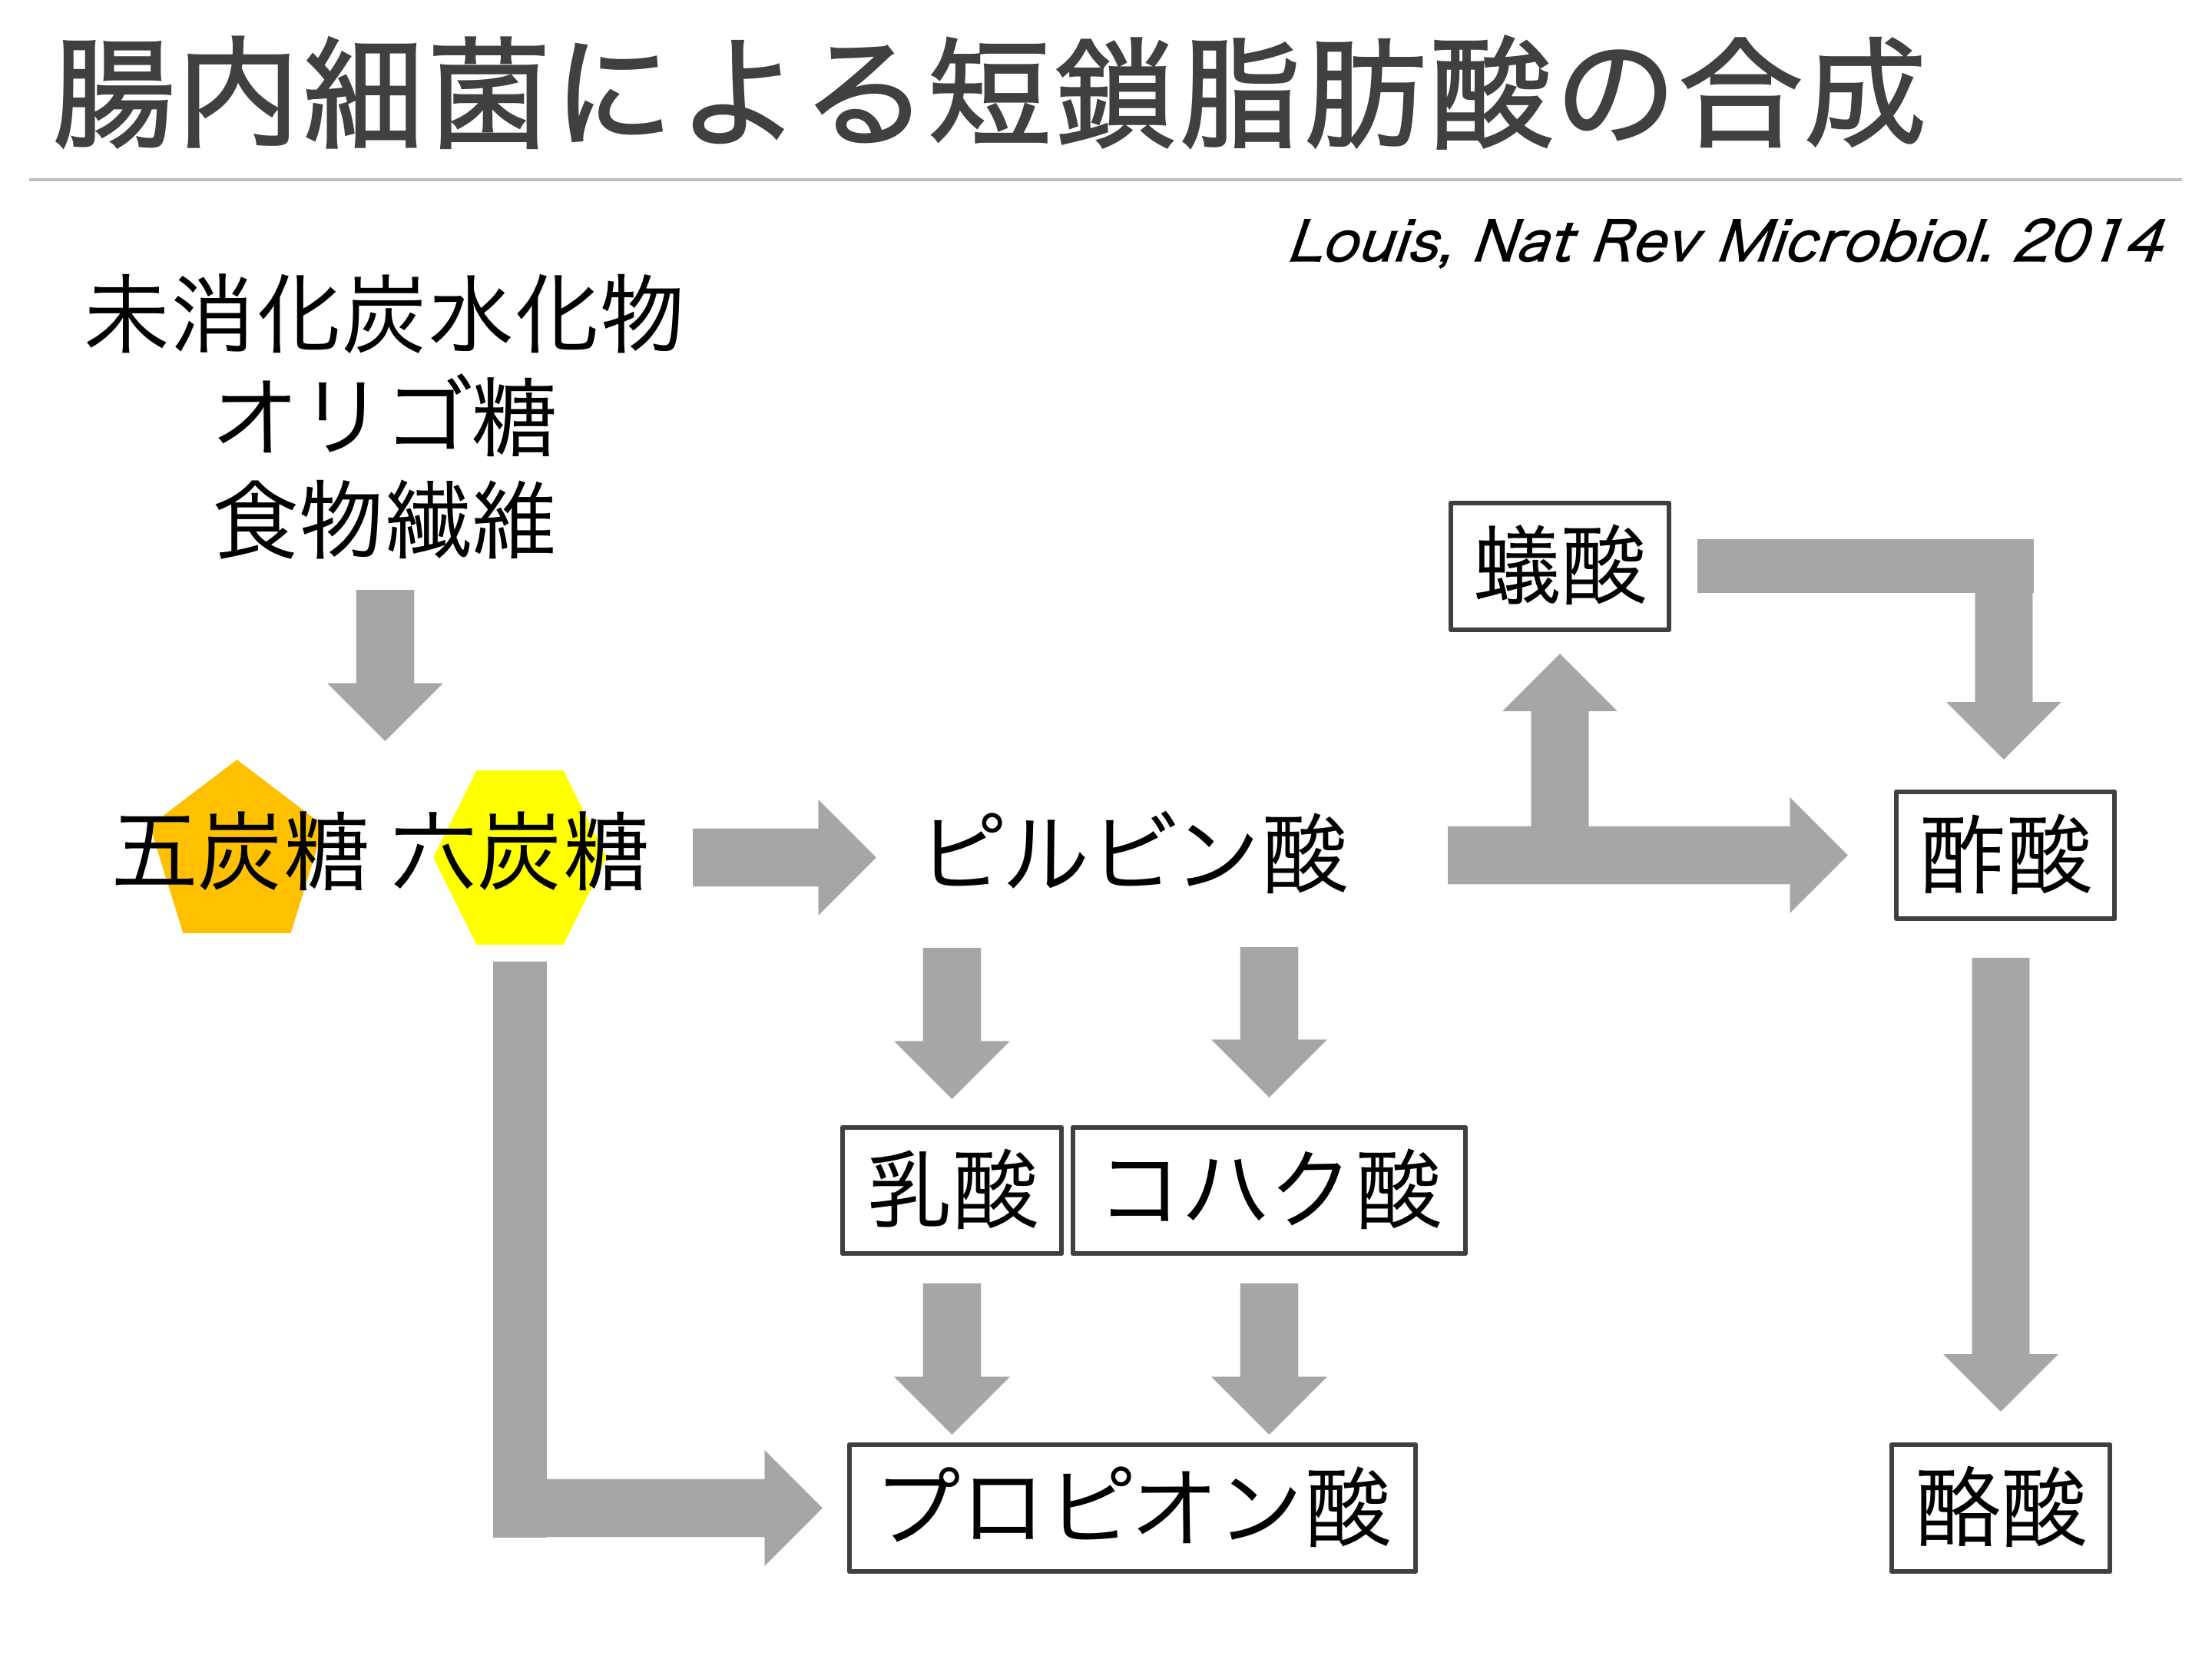 腸内細菌による短鎖脂肪酸の合成
Louis, Nat Rev Microbiol. 2014
未消化炭水化物
オリゴ糖
食物繊維
蟻酸
五炭糖 六炭糖
ピルビン酸
酢酸
乳酸
コハク酸
プロピオン酸
酪酸